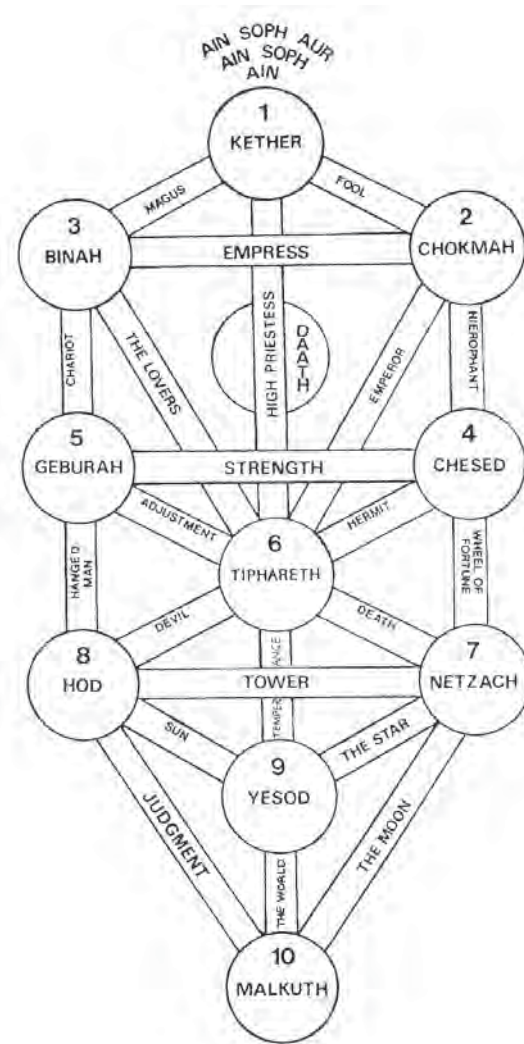 AIN SOPH AUR
AIN SOPH
AIN
1
KETHER
MAGUS
FOOL
3
BINAH
2
CHOKMAH
EMPRESS
HIGH PRIESTESS
DAATH
CHARIOT
THE LOVERS
EMPEROR
HIEROPHANT
5
GEBURAH
4
CHESED
STRENGTH
ADJUSTMENT
HERMIT
6
TIPHARETH
HANGED
MAN
WHEEL OF
FORTUNE
DEVIL
DEATH
8
HOD
7
NETZACH
TEMPERANCE
TOWER
SUN
THE STAR
9
YESOD
JUDGMENT
THE WORLD
THE MOON
10
MALKUTH